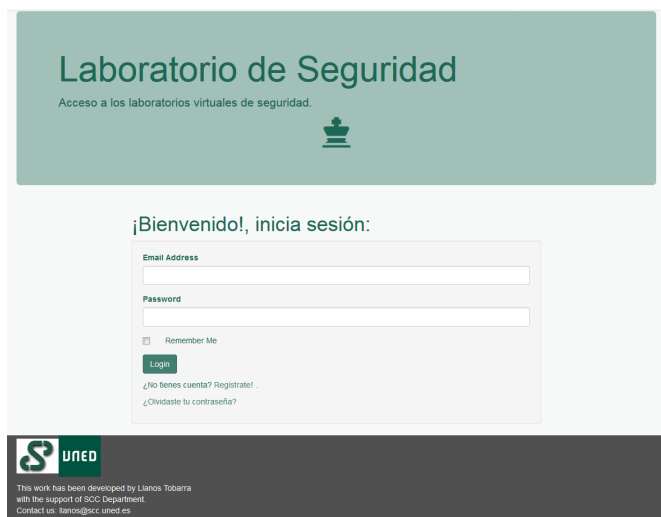 Laboratorio de Seguridad
Acceso a los laboratorios virtuales de seguridad.
¡Bienvenido!, inicia sesión:
Email Address
Password
Remember Me
Login
¿No tienes cuenta? Registrate! .
¿Olvidaste tu contraseña?
UNED
This work has been developed by Llanos Tobarra
with the support of SCC Department.
Contact us: llanos@scc.uned.es